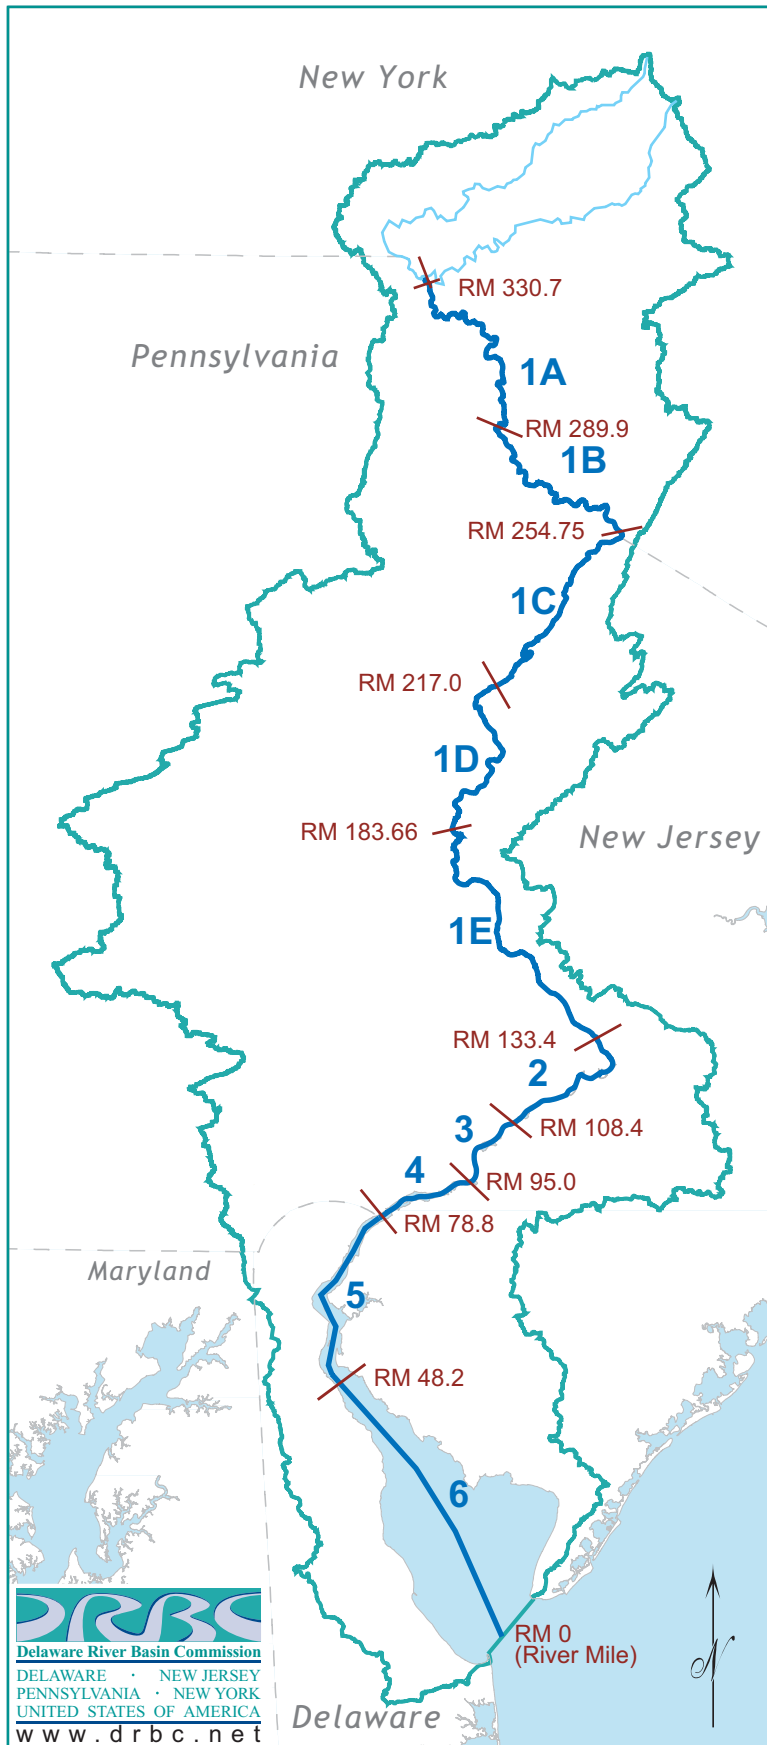 New York
RM 330.7
Pennsylvania
1A
RM 289.9
1B
RM 254.75
1C
RM 217.0
1D
RM 183.66
New Jersey
1E
RM 133.4
2
3
RM 108.4
4
RM 95.0
RM 78.8
Maryland
5
RM 48.2
6
DRBC
RM 0
(River Mile)
Delaware River Basin Commission
DELAWARE · NEW JERSEY
PENNSYLVANIA · NEW YORK
UNITED STATES OF AMERICA
www.drbc.net
Delaware
N